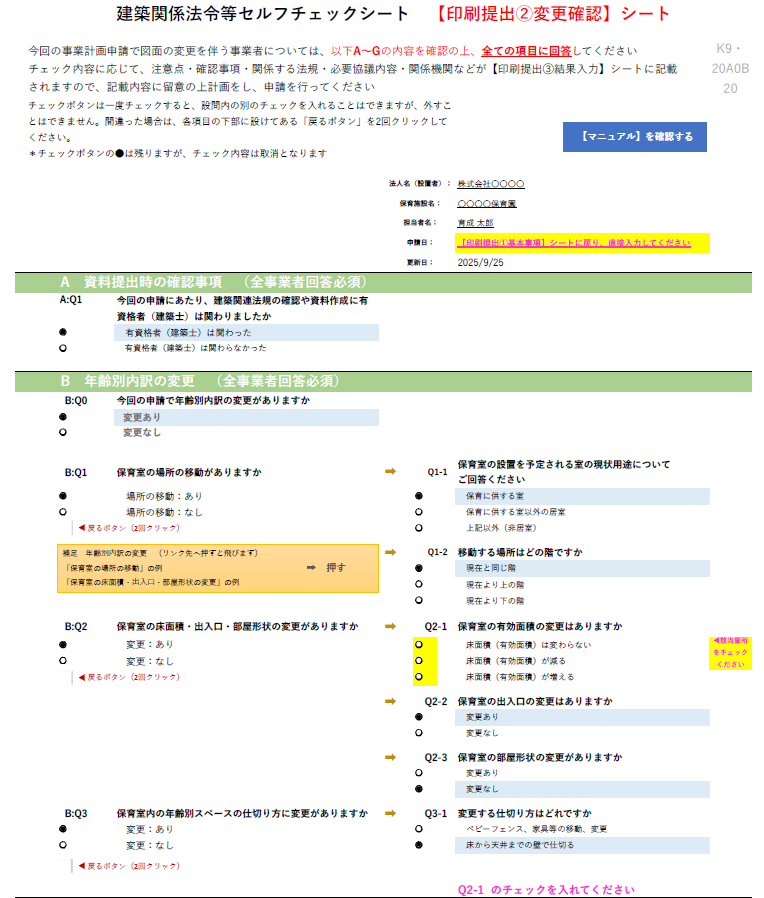 建築関係法令等セルフチェックシート 【印刷提出②変更確認】シート
今回の事業計画申請で図面の変更を伴う事業者については、以下A～Gの内容を確認の上、全ての項目に回答してください
チェック内容に応じて、注意点・確認事項・関係する法規・必要協議内容・関係機関などが【印刷提出③結果入力】シートに記載
されますので、記載内容に留意の上計画をし、申請を行ってください
K9・
20A0B
20
チェックボタンは一度チェックすると、設問内の別のチェックを入れることはできますが、外すこ
とはできません。間違った場合は、各項目の下部に設けてある「戻るボタン」を2回クリックして
ください。
＊チェックボタンの●は残りますが、チェック内容は取消となります
【マニュアル】を確認する
法人名（設置者）： 株式会社〇〇〇〇
保育施設名： 〇〇〇〇保育園
担当者名： 育成 太郎
申請日： 【印刷提出①基本事項】シートに戻り、直接入力してください
更新日： 2025/9/25
A 資料提出時の確認事項 （全事業者回答必須）
A:Q1 今回の申請にあたり、建築関連法規の確認や資料作成に有
資格者（建築士）は関わりましたか
有資格者（建築士）は関わった
有資格者（建築士）は関わらなかった
B 年齢別内訳の変更 （全事業者回答必須）
B:Q0 今回の申請で年齢別内訳の変更がありますか
変更あり
変更なし
B:Q1 保育室の場所の移動がありますか
場所の移動：あり
場所の移動：なし
◀ 戻るボタン（2回クリック）
➡ Q1-1 保育室の設置を予定される室の現状用途について
ご回答ください
保育に供する室
保育に供する室以外の居室
上記以外（非居室）
補足 年齢別内訳の変更 （リンク先へ押すと飛びます）
「保育室の場所の移動」の例 ➡ 押す
「保育室の床面積・出入口・部屋形状の変更」の例
➡ Q1-2 移動する場所はどの階ですか
現在と同じ階
現在より上の階
現在より下の階
B:Q2 保育室の床面積・出入口・部屋形状の変更がありますか
変更：あり
変更：なし
◀ 戻るボタン（2回クリック）
➡ Q2-1 保育室の有効面積の変更はありますか
床面積（有効面積）は変わらない
床面積（有効面積）が減る
床面積（有効面積）が増える
◀該当箇所
をチェック
ください
➡ Q2-2 保育室の出入口の変更はありますか
変更あり
変更なし
➡ Q2-3 保育室の部屋形状の変更がありますか
変更あり
変更なし
B:Q3 保育室内の年齢別スペースの仕切り方に変更がありますか
変更：あり
変更：なし
◀ 戻るボタン（2回クリック）
➡ Q3-1 変更する仕切り方はどれですか
ベビーフェンス、家具等の移動、変更
床から天井までの壁で仕切る
Q2-1 のチェックを入れてください